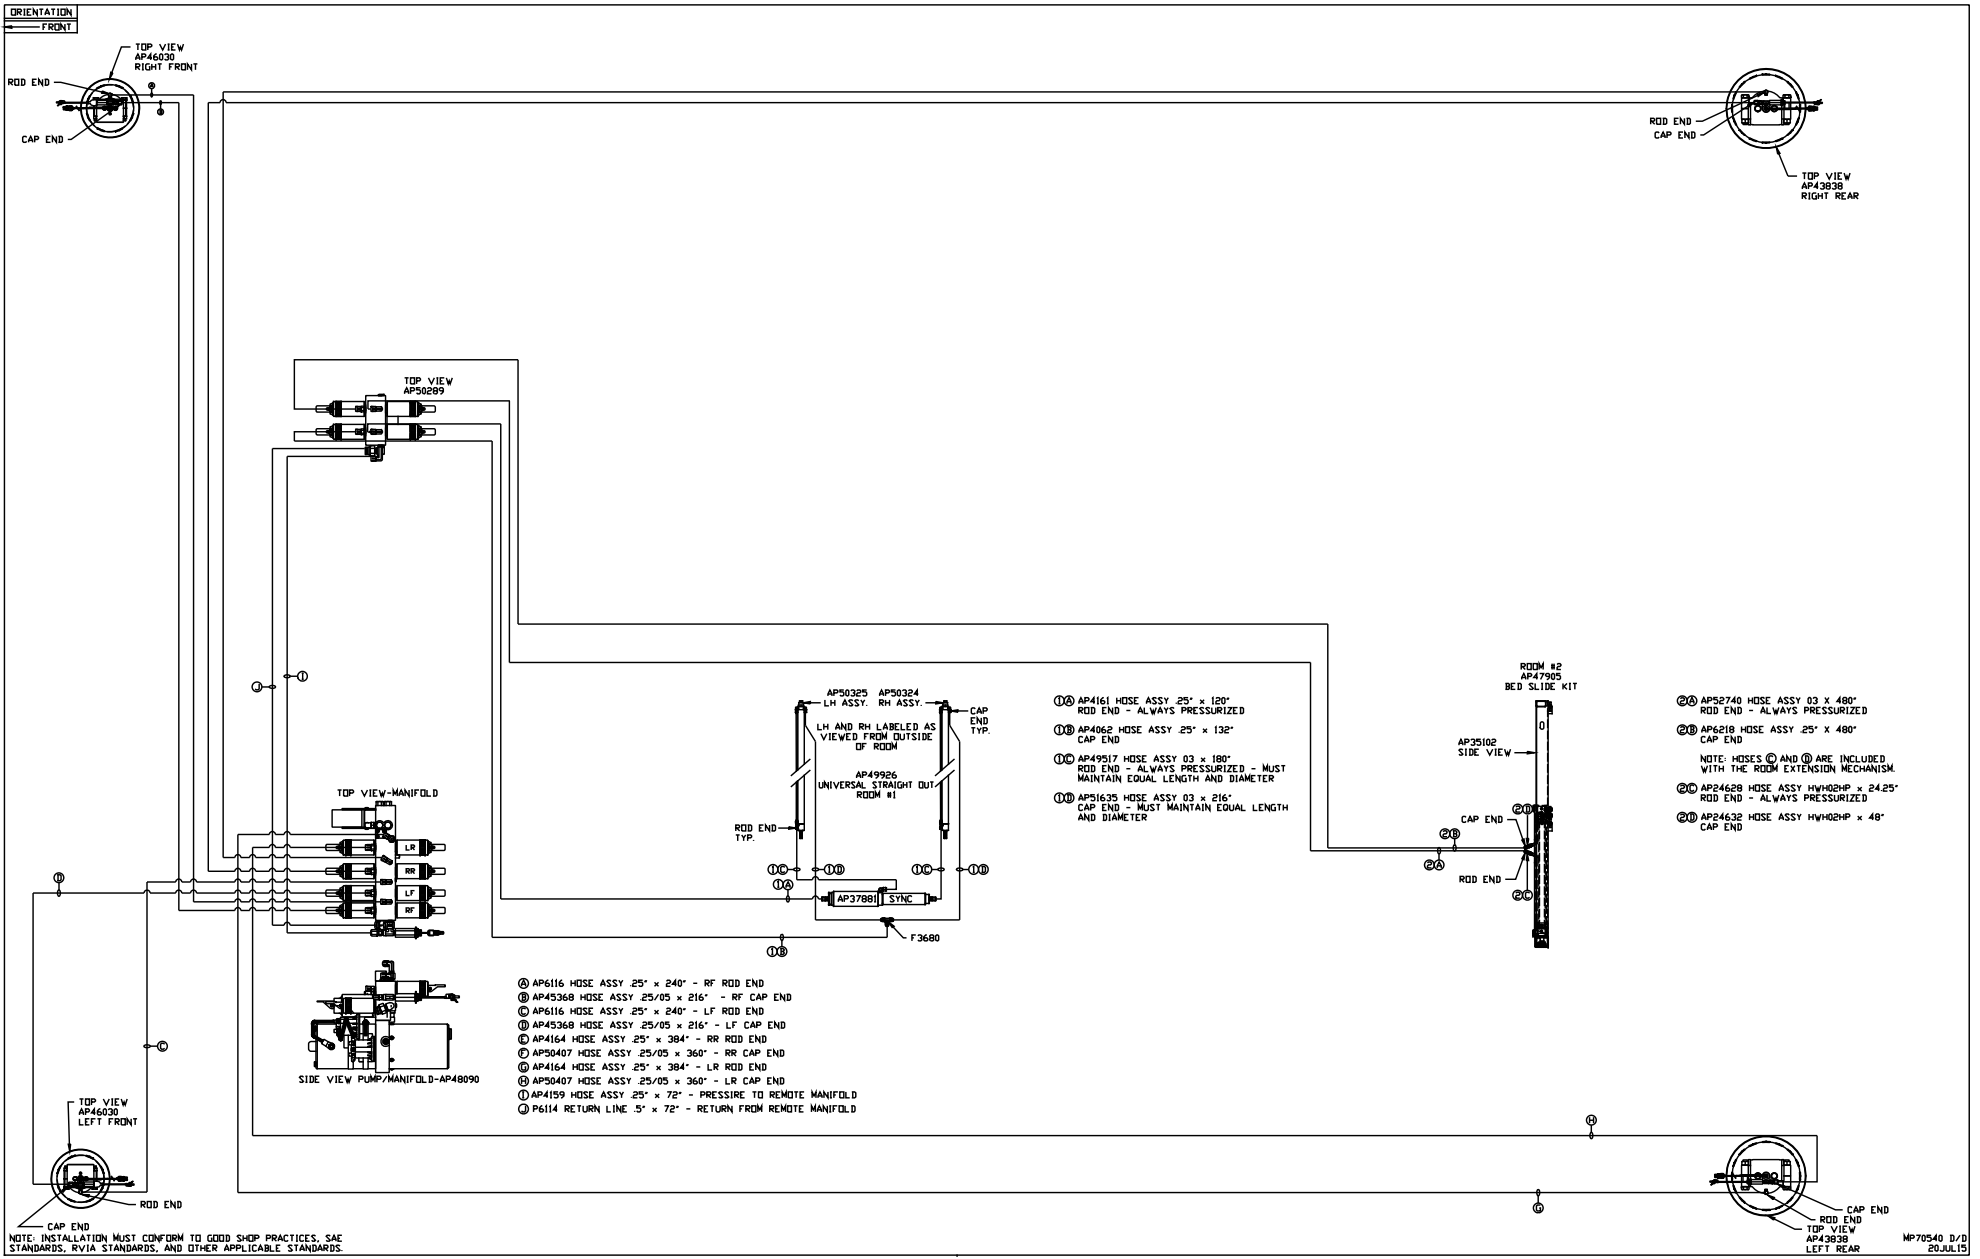 ORIENTATION
FRONT
TOP VIEW
AP46030
RIGHT FRONT
ROD END
CAP END
A
B
ROD END
CAP END
TOP VIEW
AP43838
RIGHT REAR
TOP VIEW
AP50289
J
I
TOP VIEW-MANIFOLD
LR
RR
LF
RF
D
C
SIDE VIEW PUMP/MANIFOLD-AP48090
AP50325 AP50324
LH ASSY. RH ASSY.
CAP
END
TYP.
LH AND RH LABELED AS
VIEWED FROM OUTSIDE
OF ROOM
AP49926
UNIVERSAL STRAIGHT OUT
ROOM #1
ROD END
TYP.
1C
1D
1C
1D
1A
AP37881 SYNC
1B
F3680
1A AP4161 HOSE ASSY .25" x 120"
ROD END - ALWAYS PRESSURIZED
1B AP4062 HOSE ASSY .25" x 132"
CAP END
1C AP49517 HOSE ASSY 03 x 180"
ROD END - ALWAYS PRESSURIZED - MUST
MAINTAIN EQUAL LENGTH AND DIAMETER
1D AP51635 HOSE ASSY 03 x 216"
CAP END - MUST MAINTAIN EQUAL LENGTH
AND DIAMETER
ROOM #2
AP47905
BED SLIDE KIT
AP35102
SIDE VIEW
2D
CAP END
2B
2A
ROD END
2C
2A AP52740 HOSE ASSY 03 X 480"
ROD END - ALWAYS PRESSURIZED
2B AP6218 HOSE ASSY .25" X 480"
CAP END
NOTE: HOSES C AND D ARE INCLUDED
WITH THE ROOM EXTENSION MECHANISM.
2C AP24628 HOSE ASSY HWH02HP x 24.25"
ROD END - ALWAYS PRESSURIZED
2D AP24632 HOSE ASSY HWH02HP x 48"
CAP END
A AP6116 HOSE ASSY .25" x 240" - RF ROD END
B AP45368 HOSE ASSY .25/05 x 216" - RF CAP END
C AP6116 HOSE ASSY .25" x 240" - LF ROD END
D AP45368 HOSE ASSY .25/05 x 216" - LF CAP END
E AP4164 HOSE ASSY .25" x 384" - RR ROD END
F AP50407 HOSE ASSY .25/05 x 360" - RR CAP END
G AP4164 HOSE ASSY .25" x 384" - LR ROD END
H AP50407 HOSE ASSY .25/05 x 360" - LR CAP END
I AP4159 HOSE ASSY .25" x 72" - PRESSIRE TO REMOTE MANIFOLD
J P6114 RETURN LINE .5" x 72" - RETURN FROM REMOTE MANIFOLD
TOP VIEW
AP46030
LEFT FRONT
ROD END
CAP END
H
G
CAP END
ROD END
TOP VIEW
AP43838
LEFT REAR
NOTE: INSTALLATION MUST CONFORM TO GOOD SHOP PRACTICES, SAE
STANDARDS, RVIA STANDARDS, AND OTHER APPLICABLE STANDARDS.
MP70540 D/D
20JUL15